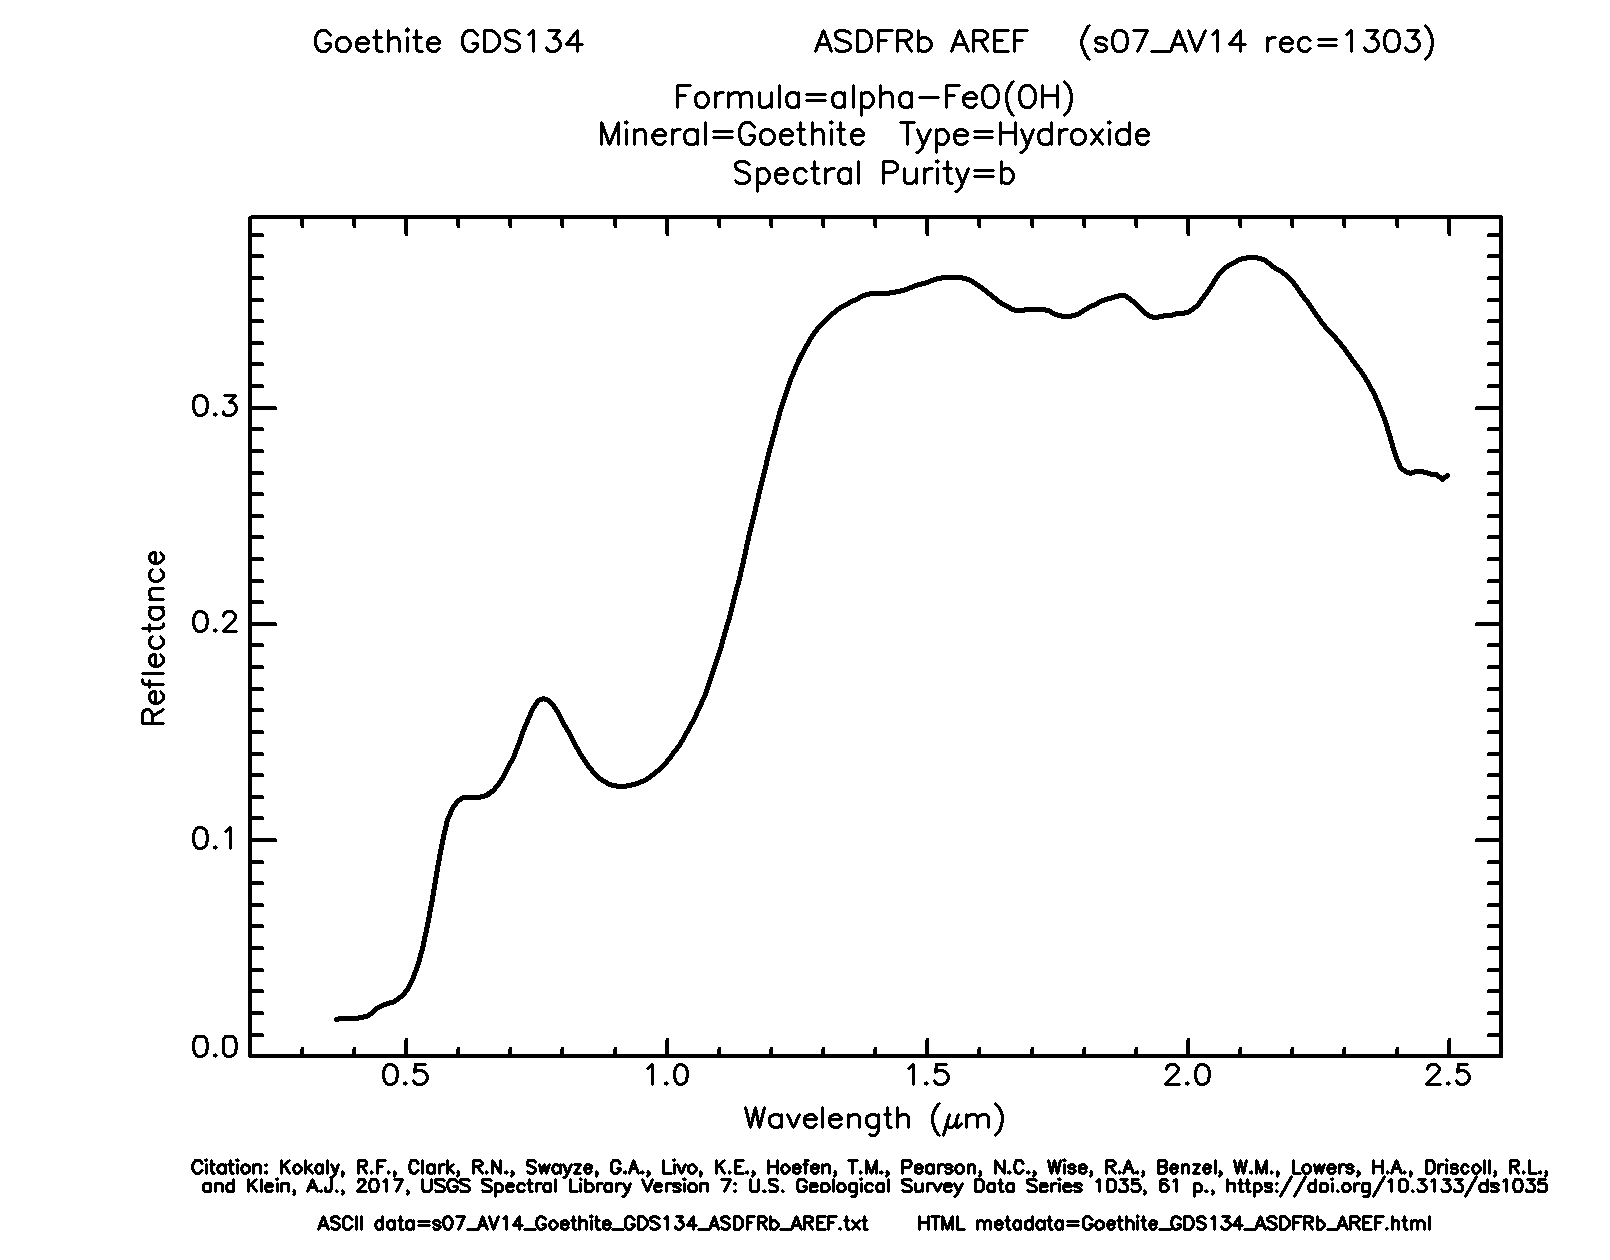 Goethite GDS134 ASDFRb AREF (s07_AV14 rec=1303)
Formula=alpha-FeO(OH)
Mineral=Goethite Type=Hydroxide
Spectral Purity=b
Reflectance
0.3
0.2
0.1
0.0
0.5 1.0 1.5 2.0 2.5
Wavelength (μm)
Citation: Kokaly, R.F., Clark, R.N., Swayze, G.A., Livo, K.E., Hoefen, T.M., Pearson, N.C., Wise, R.A., Benzel, W.M., Lowers, H.A., Driscoll, R.L.,
and Klein, A.J., 2017, USGS Spectral Library Version 7: U.S. Geological Survey Data Series 1035, 61 p., https://doi.org/10.3133/ds1035
ASCII data=s07_AV14_Goethite_GDS134_ASDFRb_AREF.txt HTML metadata=Goethite_GDS134_ASDFRb_AREF.html